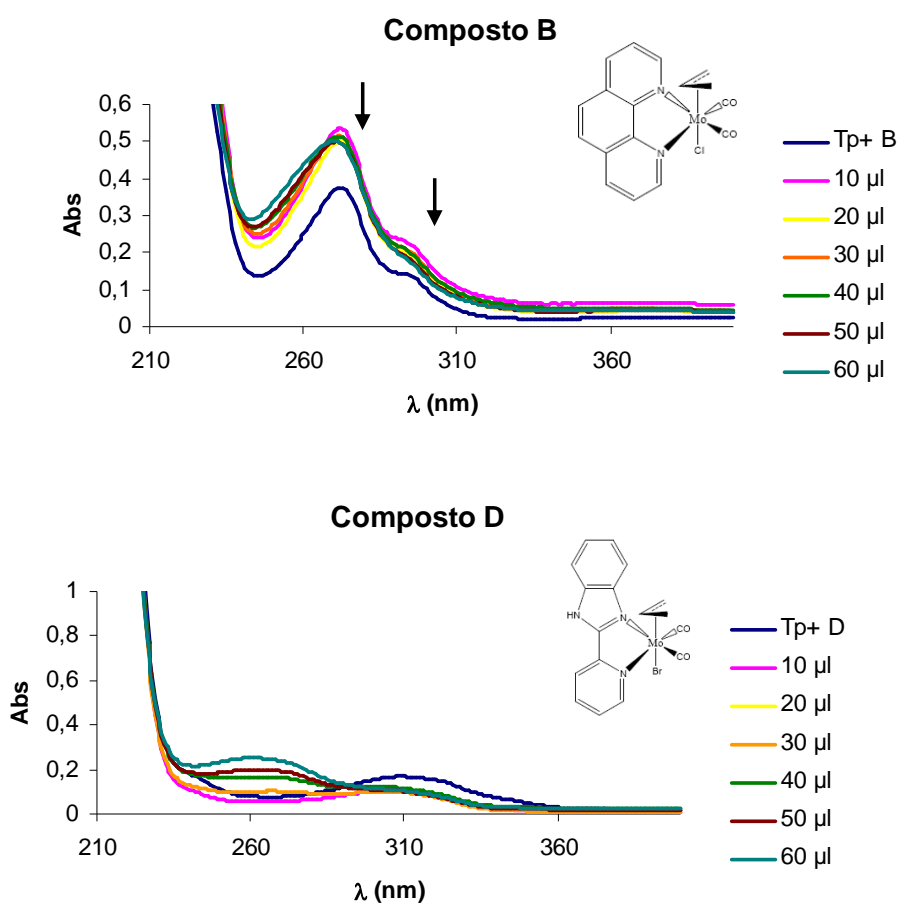 Composto B
0,6
0,5
0,4
0,3
0,2
0,1
0
Abs
210
260
310
360
λ (nm)
N
N
Mo
CO
CO
Cl
Tp+ B
10 µl
20 µl
30 µl
40 µl
50 µl
60 µl
Composto D
1
0,8
0,6
0,4
0,2
0
Abs
210
260
310
360
λ (nm)
HN
N
N
Mo
CO
CO
Br
Tp+ D
10 µl
20 µl
30 µl
40 µl
50 µl
60 µl